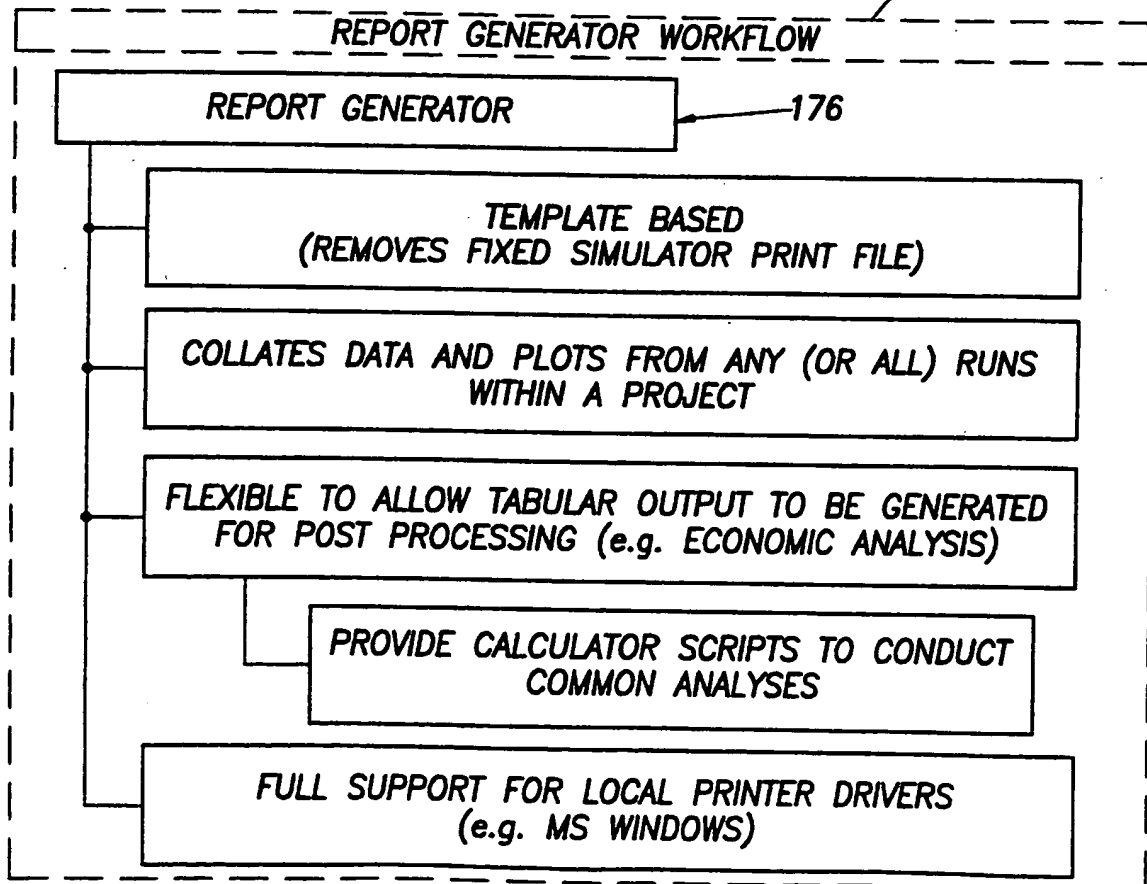 REPORT GENERATOR WORKFLOW
REPORT GENERATOR
176
TEMPLATE BASED
(REMOVES FIXED SIMULATOR PRINT FILE)
COLLATES DATA AND PLOTS FROM ANY (OR ALL) RUNS
WITHIN A PROJECT
FLEXIBLE TO ALLOW TABULAR OUTPUT TO BE GENERATED
FOR POST PROCESSING (e.g. ECONOMIC ANALYSIS)
PROVIDE CALCULATOR SCRIPTS TO CONDUCT
COMMON ANALYSES
FULL SUPPORT FOR LOCAL PRINTER DRIVERS
(e.g. MS WINDOWS)